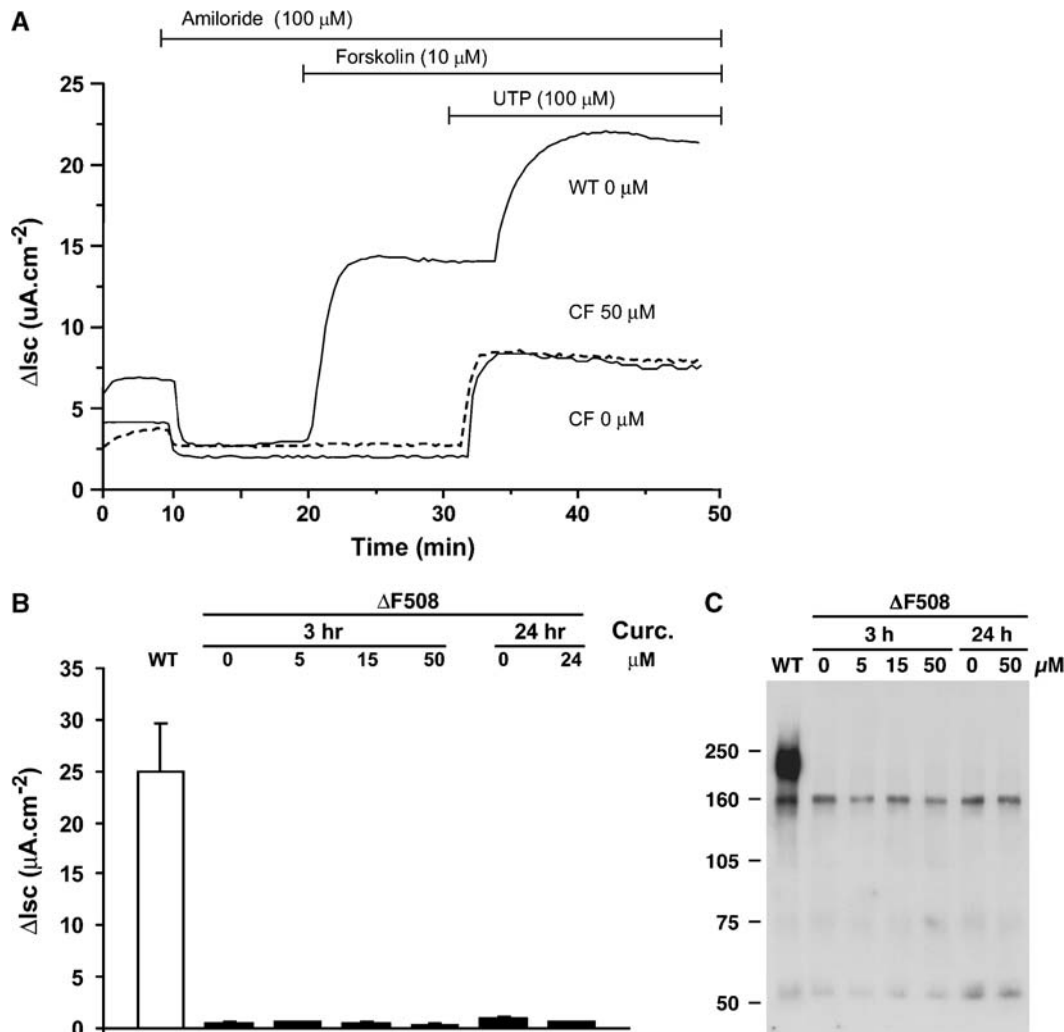 A
Amiloride (100 μM)
Forskolin (10 μM)
UTP (100 μM)
25
20
15
10
5
0
ΔIsc (uA.cm-2)
WT 0 μM
CF 50 μM
CF 0 μM
0 10 20 30 40 50
Time (min)
B
ΔF508
3 hr 24 hr Curc.
WT 0 5 15 50 0 24 μM
35
30
25
20
15
10
5
0
ΔIsc (μA.cm-2)
C
ΔF508
3 h 24 h
WT 0 5 15 50 0 50 μM
250
160
105
75
50